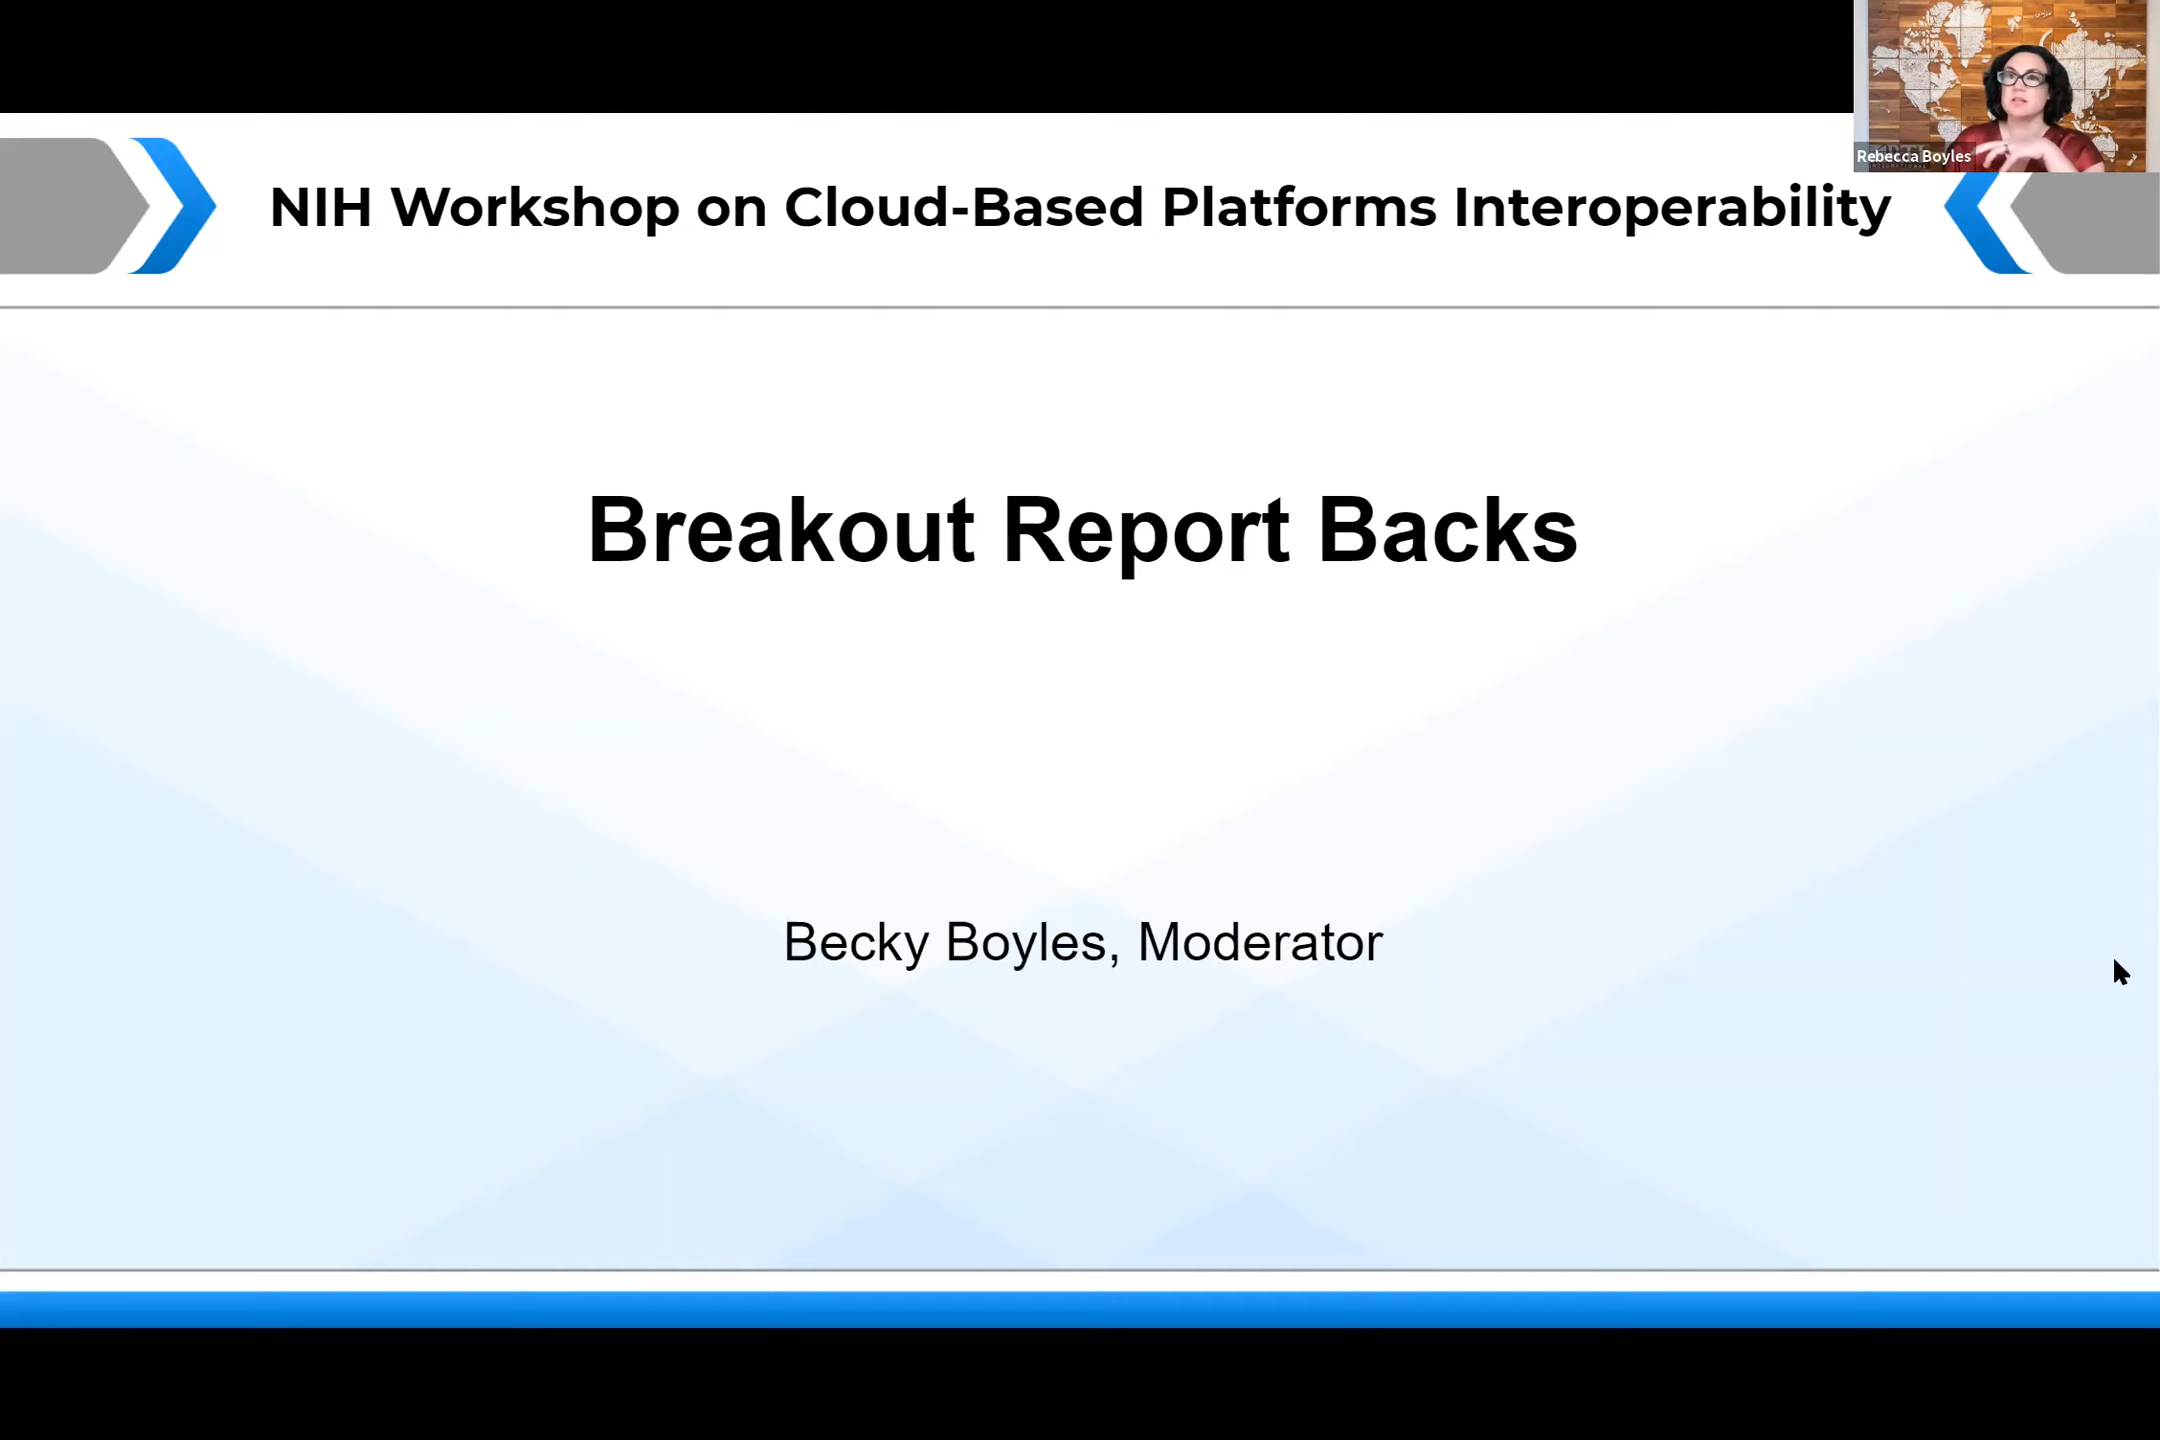 Rebecca Boyles
NIH Workshop on Cloud-Based Platforms Interoperability
Breakout Report Backs
Becky Boyles, Moderator